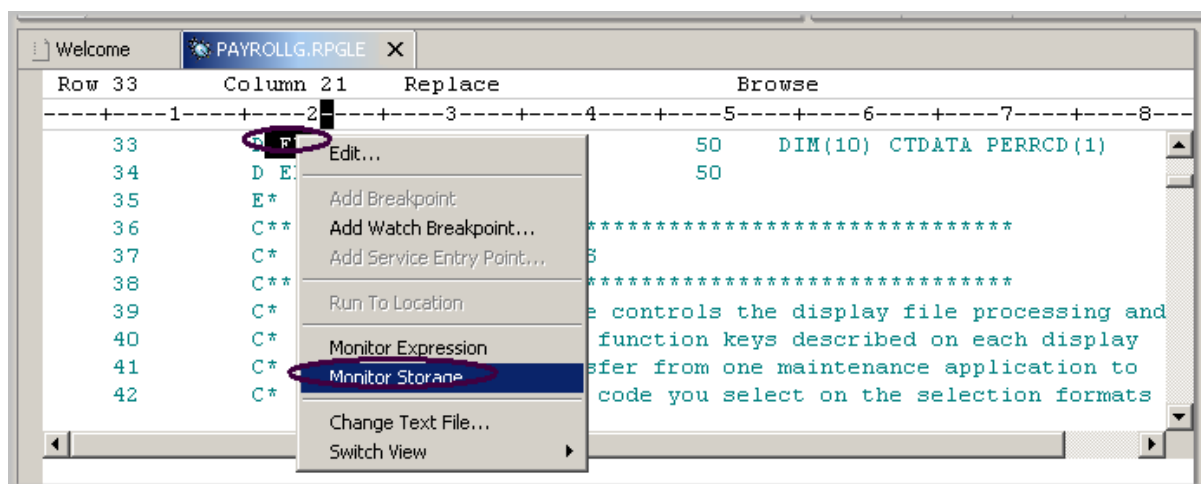 Welcome PAYROLLG.RPGLE
Row 33 Column 21 Replace Browse
----+----1----+----2----+----3----+----4----+----5----+----6----+----7----+----8---
33 D 50 DIM(10) CTDATA PERRCD(1)
34 D 50
35 E*
36 C** ******************************
37 C*
38 C** ******************************
39 C* controls the display file processing and
40 C* function keys described on each display
41 C* from one maintenance application to
42 C* code you select on the selection formats
Edit...
Add Breakpoint
Add Watch Breakpoint...
Add Service Entry Point...
Run To Location
Monitor Expression
Monitor Storage
Change Text File...
Switch View